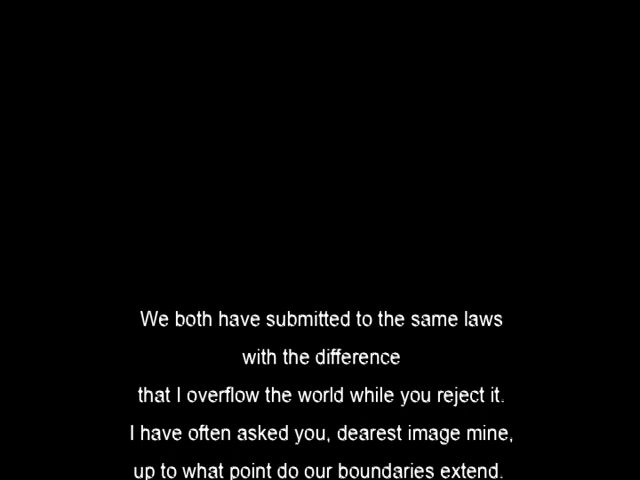 We both have submitted to the same laws
with the difference
that I overflow the world while you reject it.
I have often asked you, dearest image mine,
up to what point do our boundaries extend.